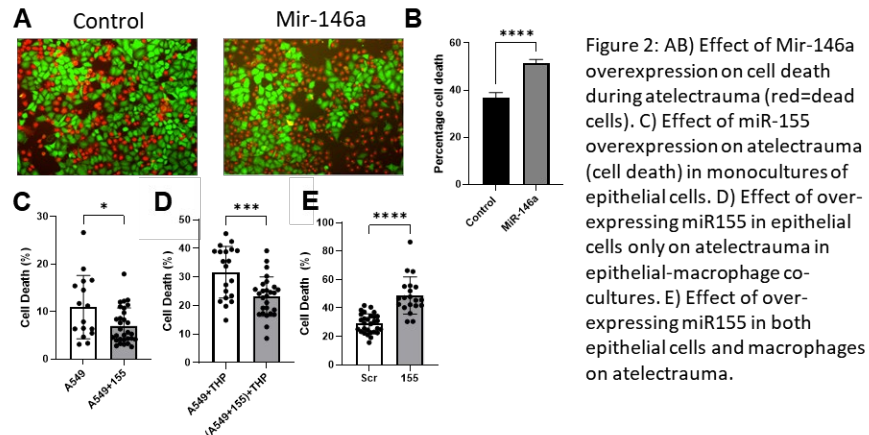 A
Control
Mir-146a
B
****
60
40
20
0
Percentage cell death
Control
MiR-146a
Figure 2: AB) Effect of Mir-146a
overexpression on cell death
during atelectrauma (red=dead
cells). C) Effect of miR-155
overexpression on atelectrauma
(cell death) in monocultures of
epithelial cells. D) Effect of over-
expressing miR155 in epithelial
cells only on atelectrauma in
epithelial-macrophage co-
cultures. E) Effect of over-
expressing miR155 in both
epithelial cells and macrophages
on atelectrauma.
C
*
30
20
10
0
Cell Death (%)
A549
A549+155
D
***
50
40
30
20
10
0
Cell Death (%)
A549+THP
(A549+155)+THP
E
****
100
80
60
40
20
0
Cell Death (%)
Scr
155